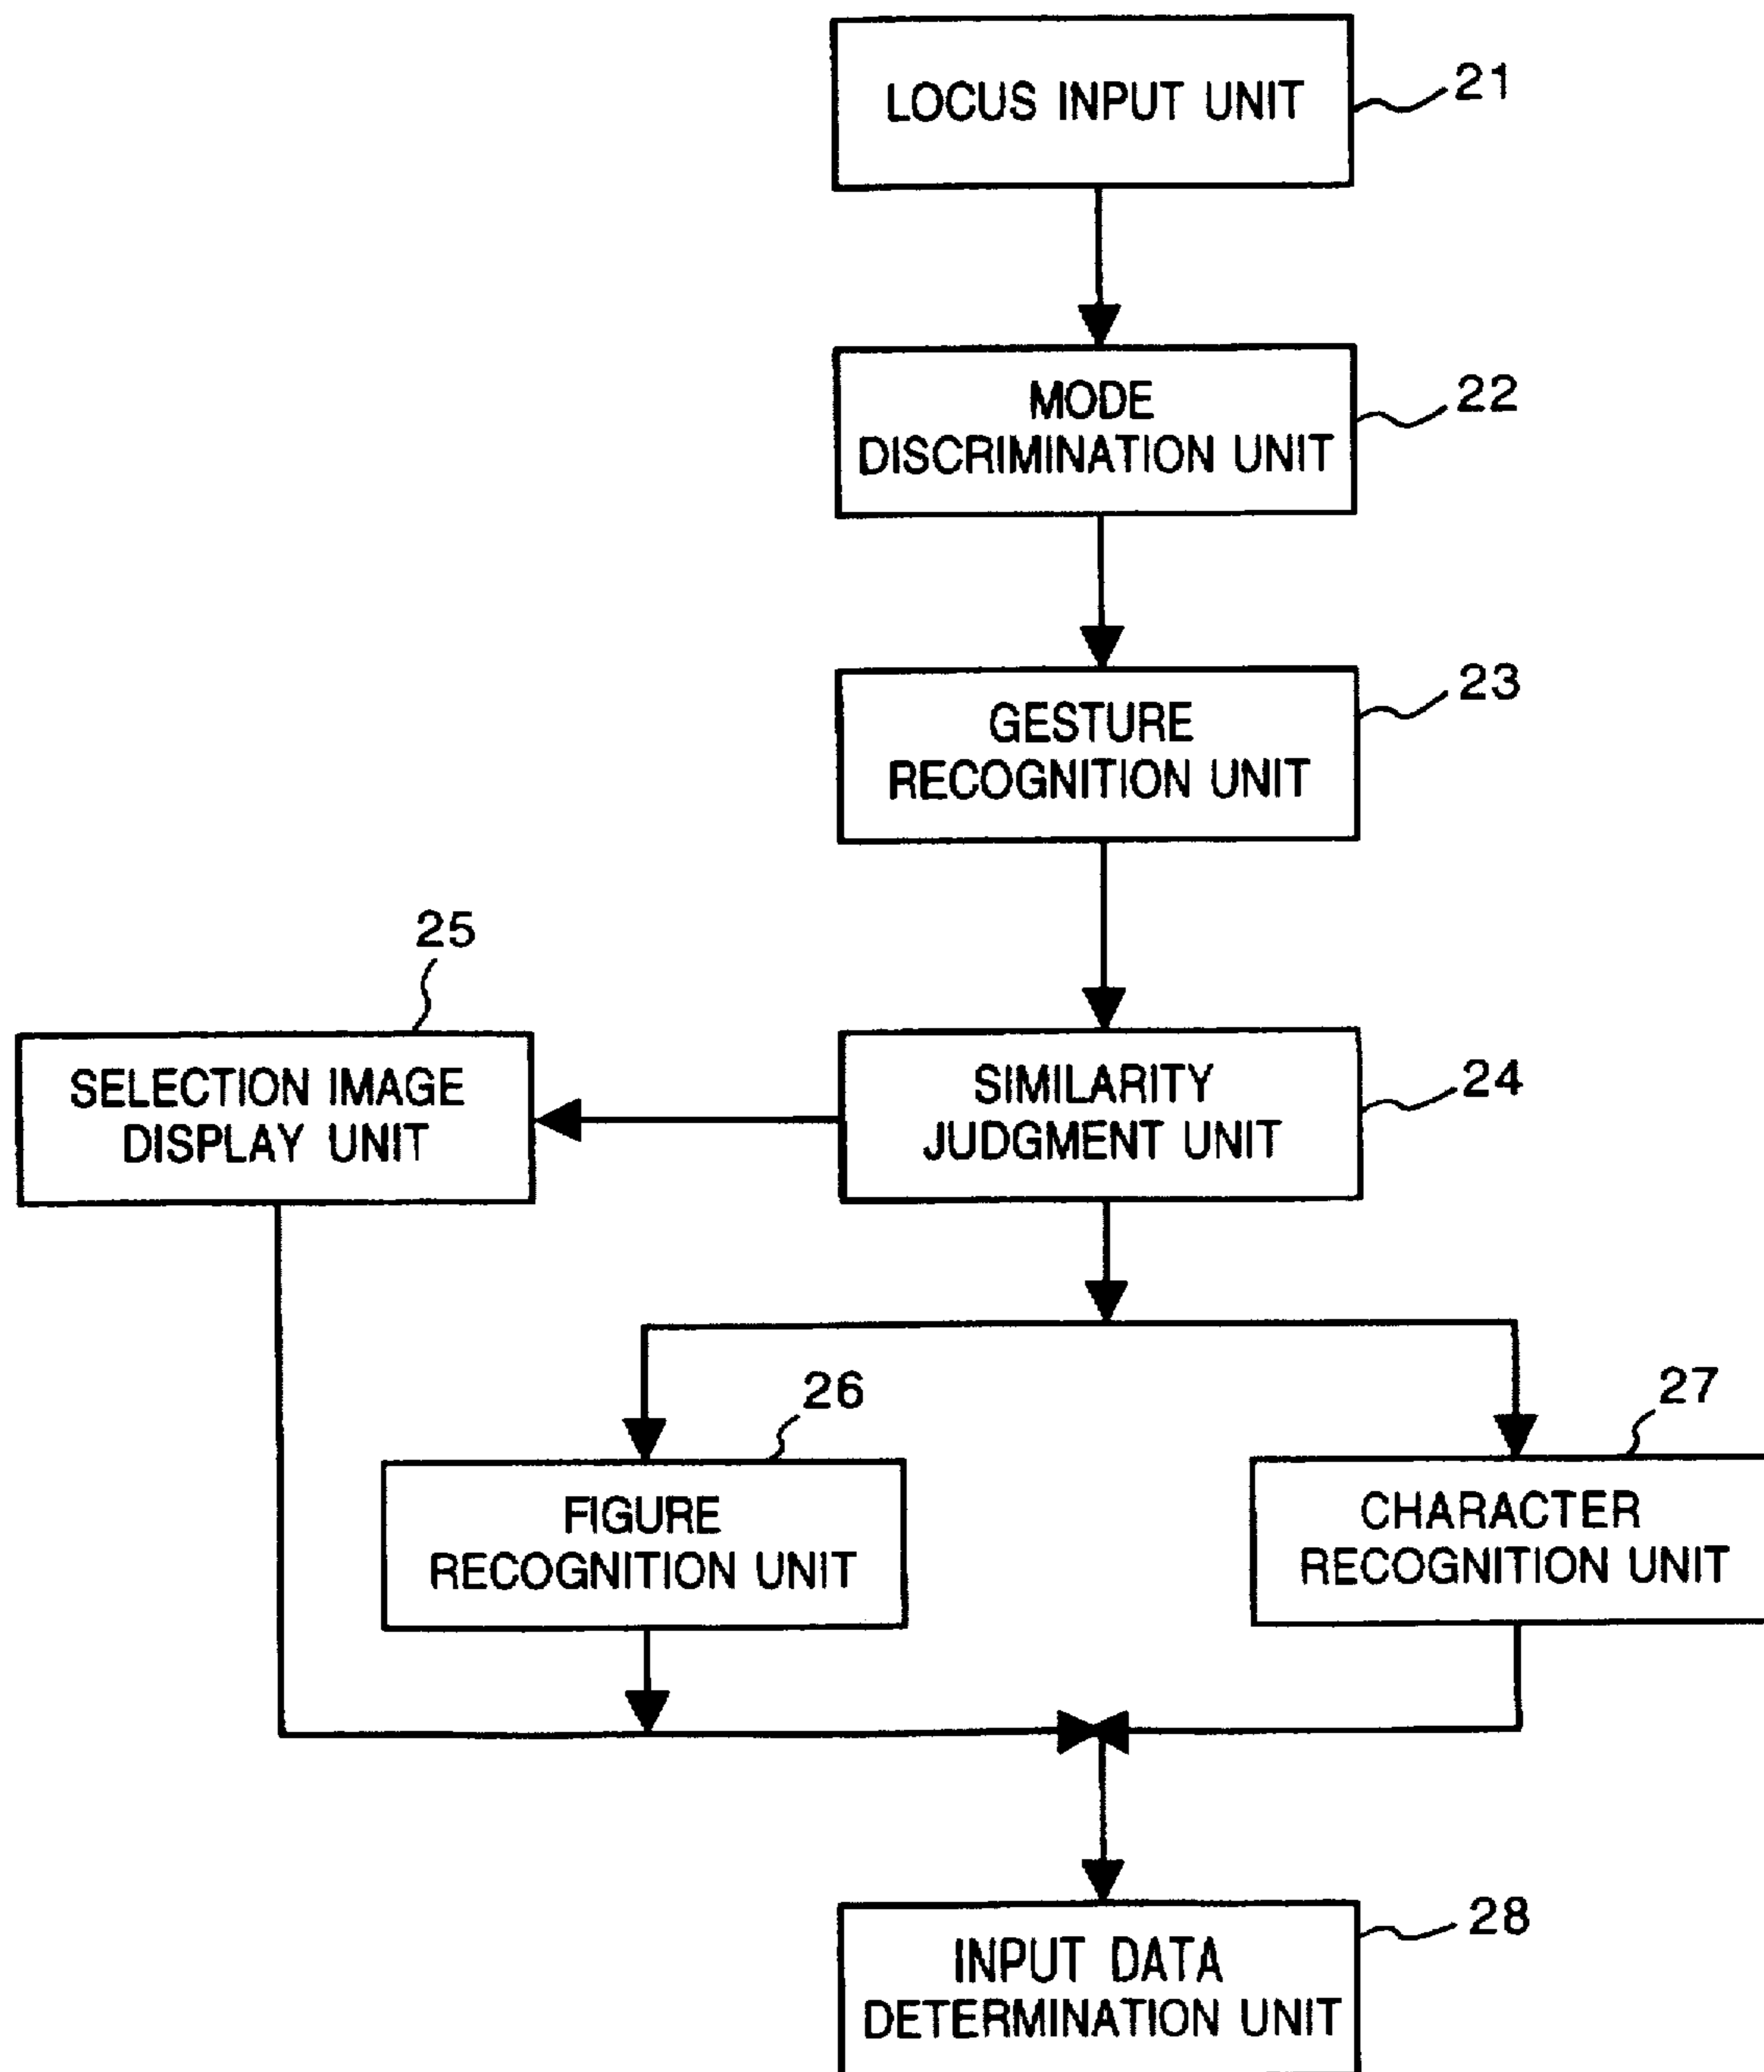 LOCUS INPUT UNIT
21
MODE
DISCRIMINATION UNIT
22
GESTURE
RECOGNITION UNIT
23
25
SELECTION IMAGE
DISPLAY UNIT
SIMILARITY
JUDGMENT UNIT
24
26
FIGURE
RECOGNITION UNIT
27
CHARACTER
RECOGNITION UNIT
INPUT DATA
DETERMINATION UNIT
28